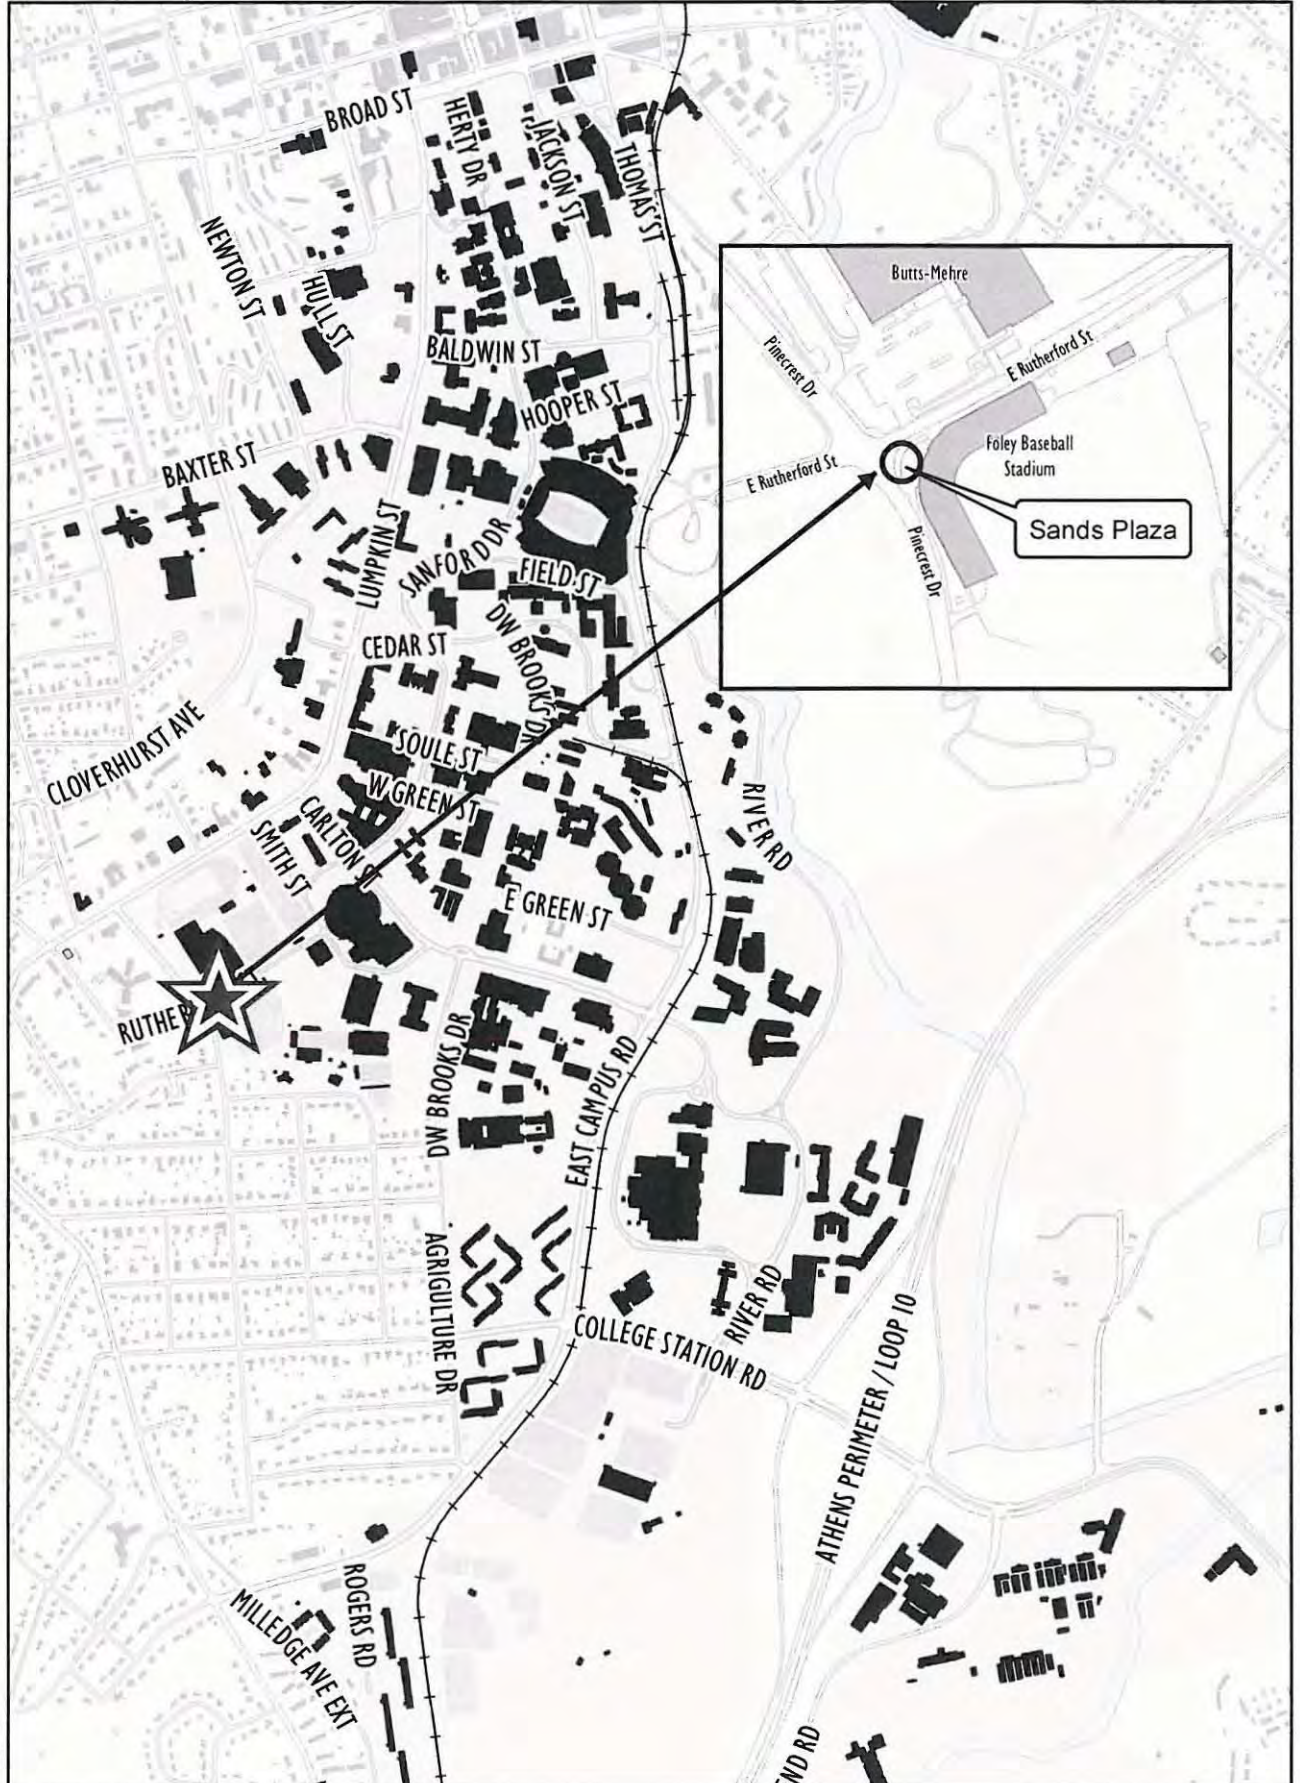 BROAD ST
HERTY DR
JACKSON ST
THOMAS ST
NEWTON ST
HULL ST
BALDWIN ST
HOOPER ST
BAXTER ST
LUMPKIN ST
SANFORD DR
FIELD ST
CEDAR ST
DW BROOKS DR
CLOVERHURST AVE
SOULE ST
W GREEN ST
CARLTON ST
SMITH ST
RIVER RD
E GREEN ST
RUTHE
DW BROOKS DR
EAST CAMPUS RD
AGRIGULTURE DR
RIVER RD
COLLEGE STATION RD
ATHENS PERIMETER / LOOP 10
ROGERS RD
MILLEDGE AVE EXT
END RD
Butts-Mehre
Pinecrest Dr
E Rutherford St
Foley Baseball
Stadium
E Rutherford St
Sands Plaza
Pinecrest Dr